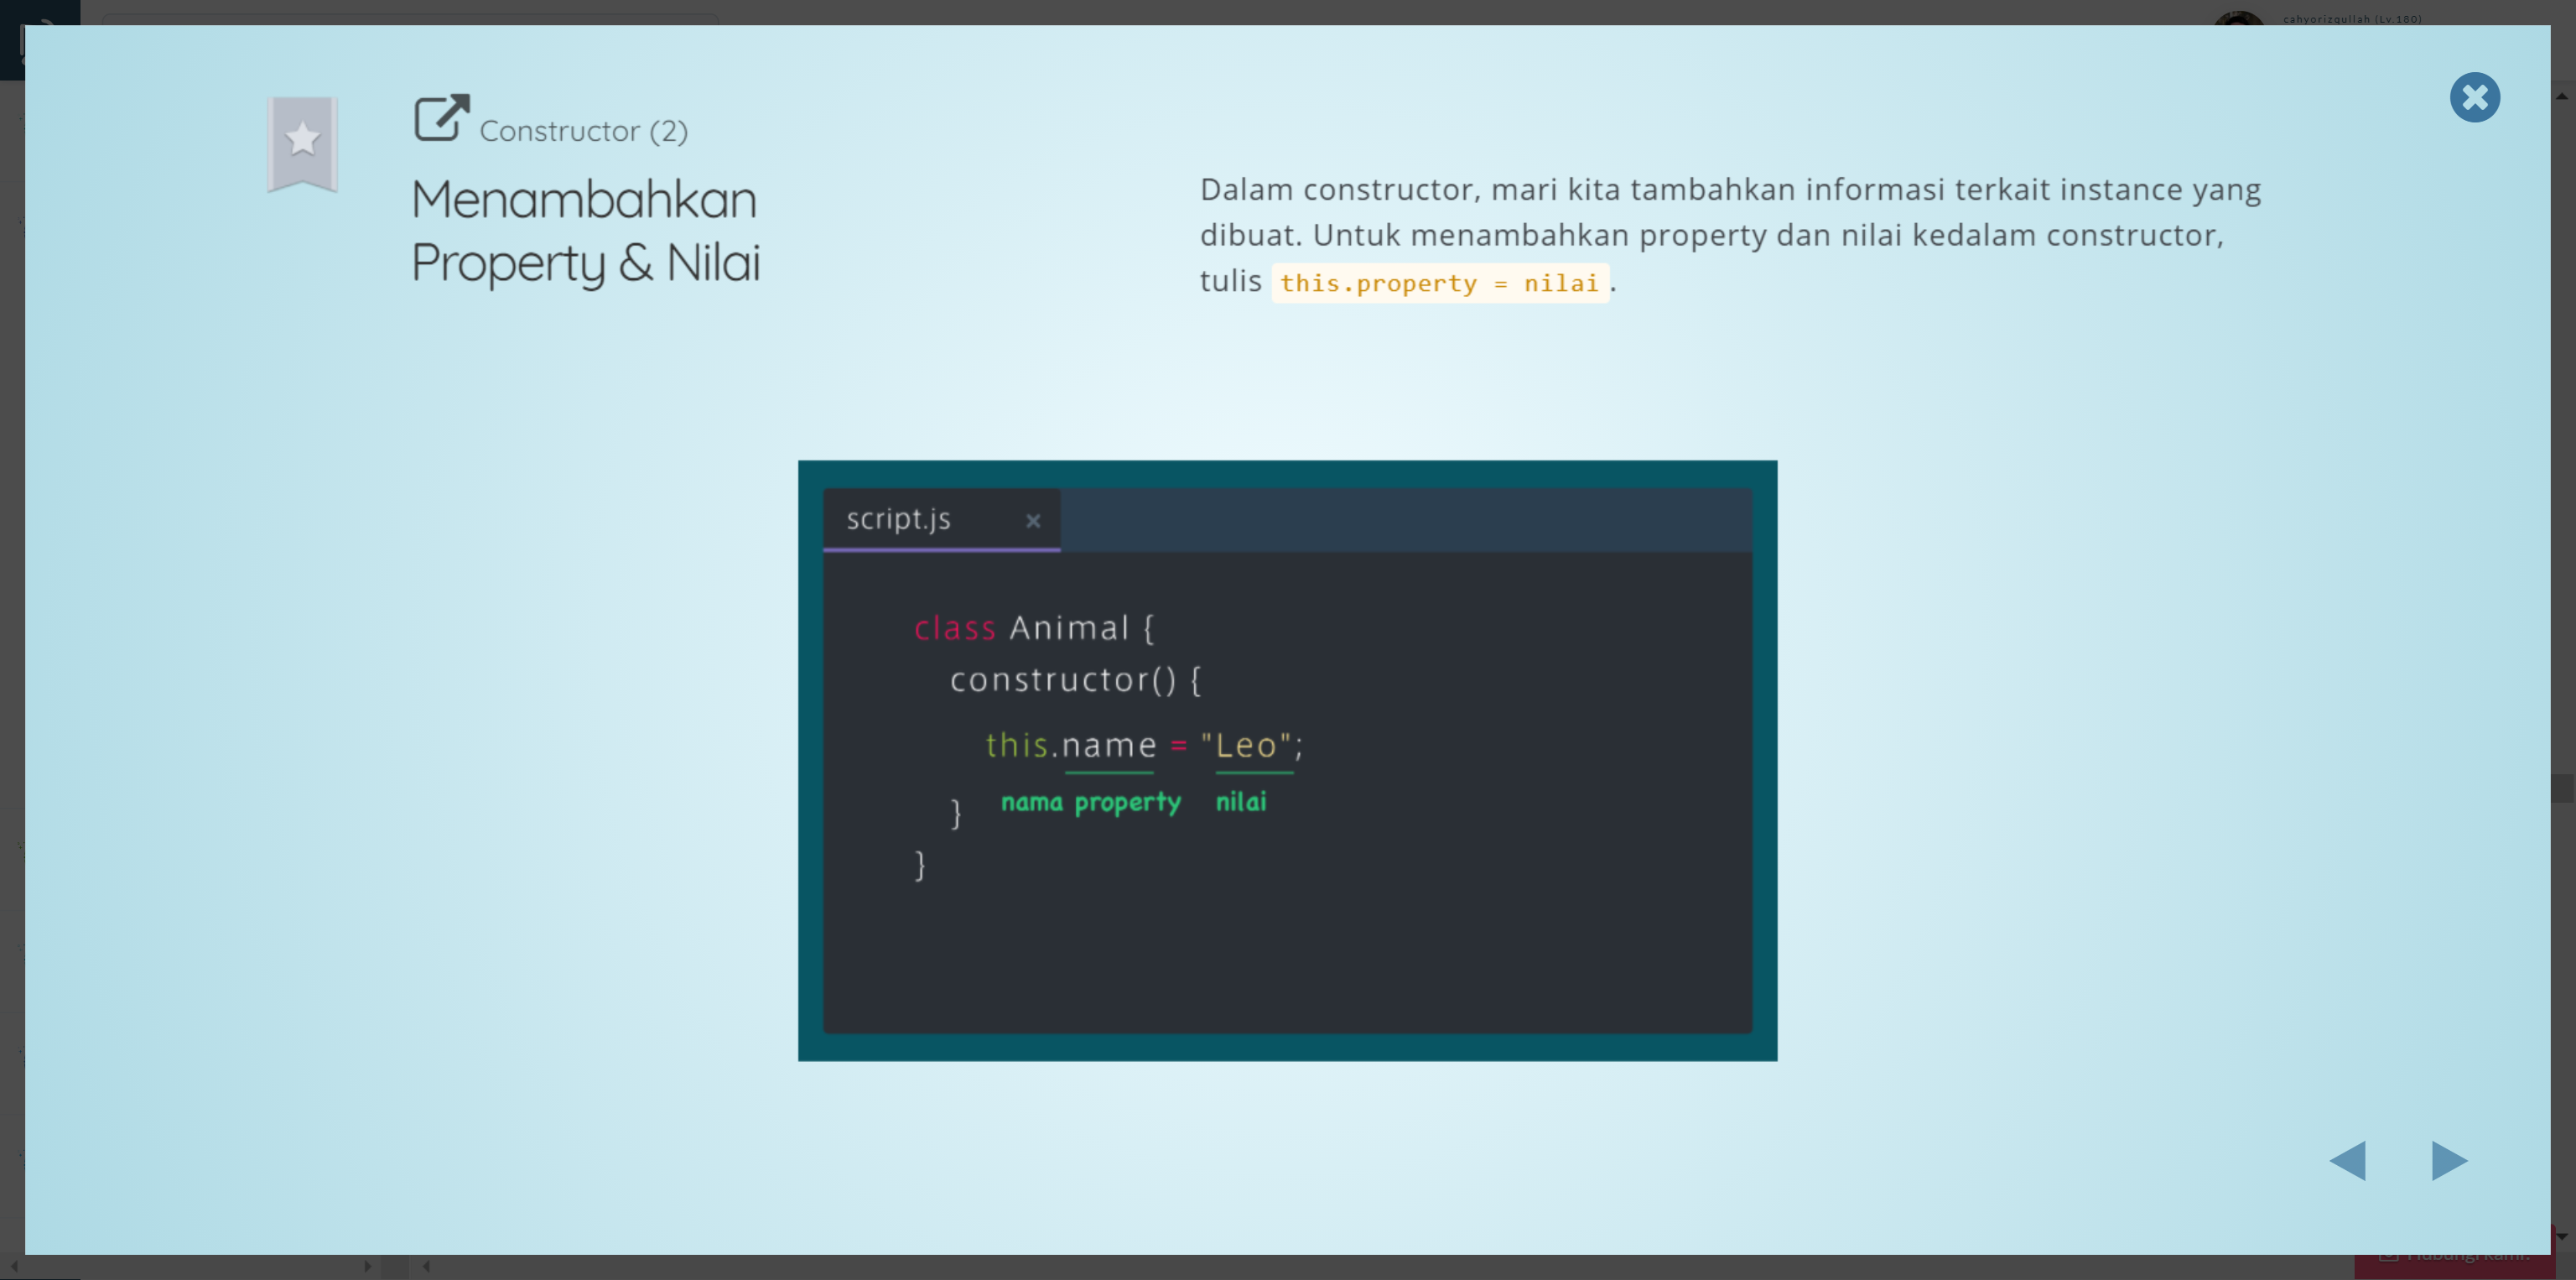 cahyorizqullah (Lv.180)
Constructor (2)
Menambahkan
Property & Nilai
Dalam constructor, mari kita tambahkan informasi terkait instance yang
dibuat. Untuk menambahkan property dan nilai kedalam constructor,
tulis this.property = nilai.
script.js
class Animal {
constructor() {
this.name = "Leo";
nama property nilai
}
}
Hubungi kami!